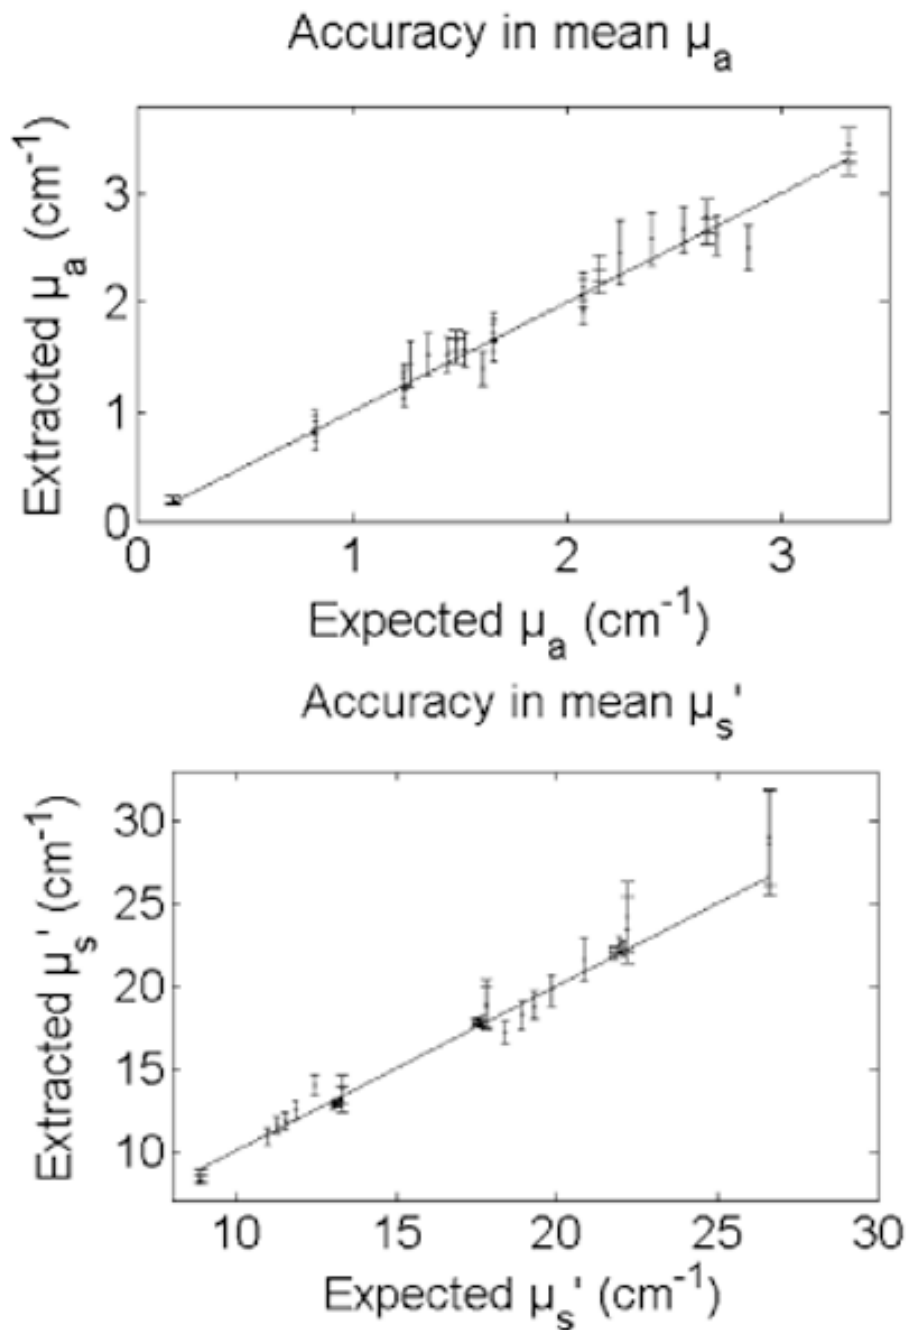 Accuracy in mean μa
Extracted μa (cm-1)
3
2
1
0
0 1 2 3
Expected μa (cm-1)
Accuracy in mean μs'
Extracted μs' (cm-1)
30
25
20
15
10
10 15 20 25 30
Expected μs' (cm-1)